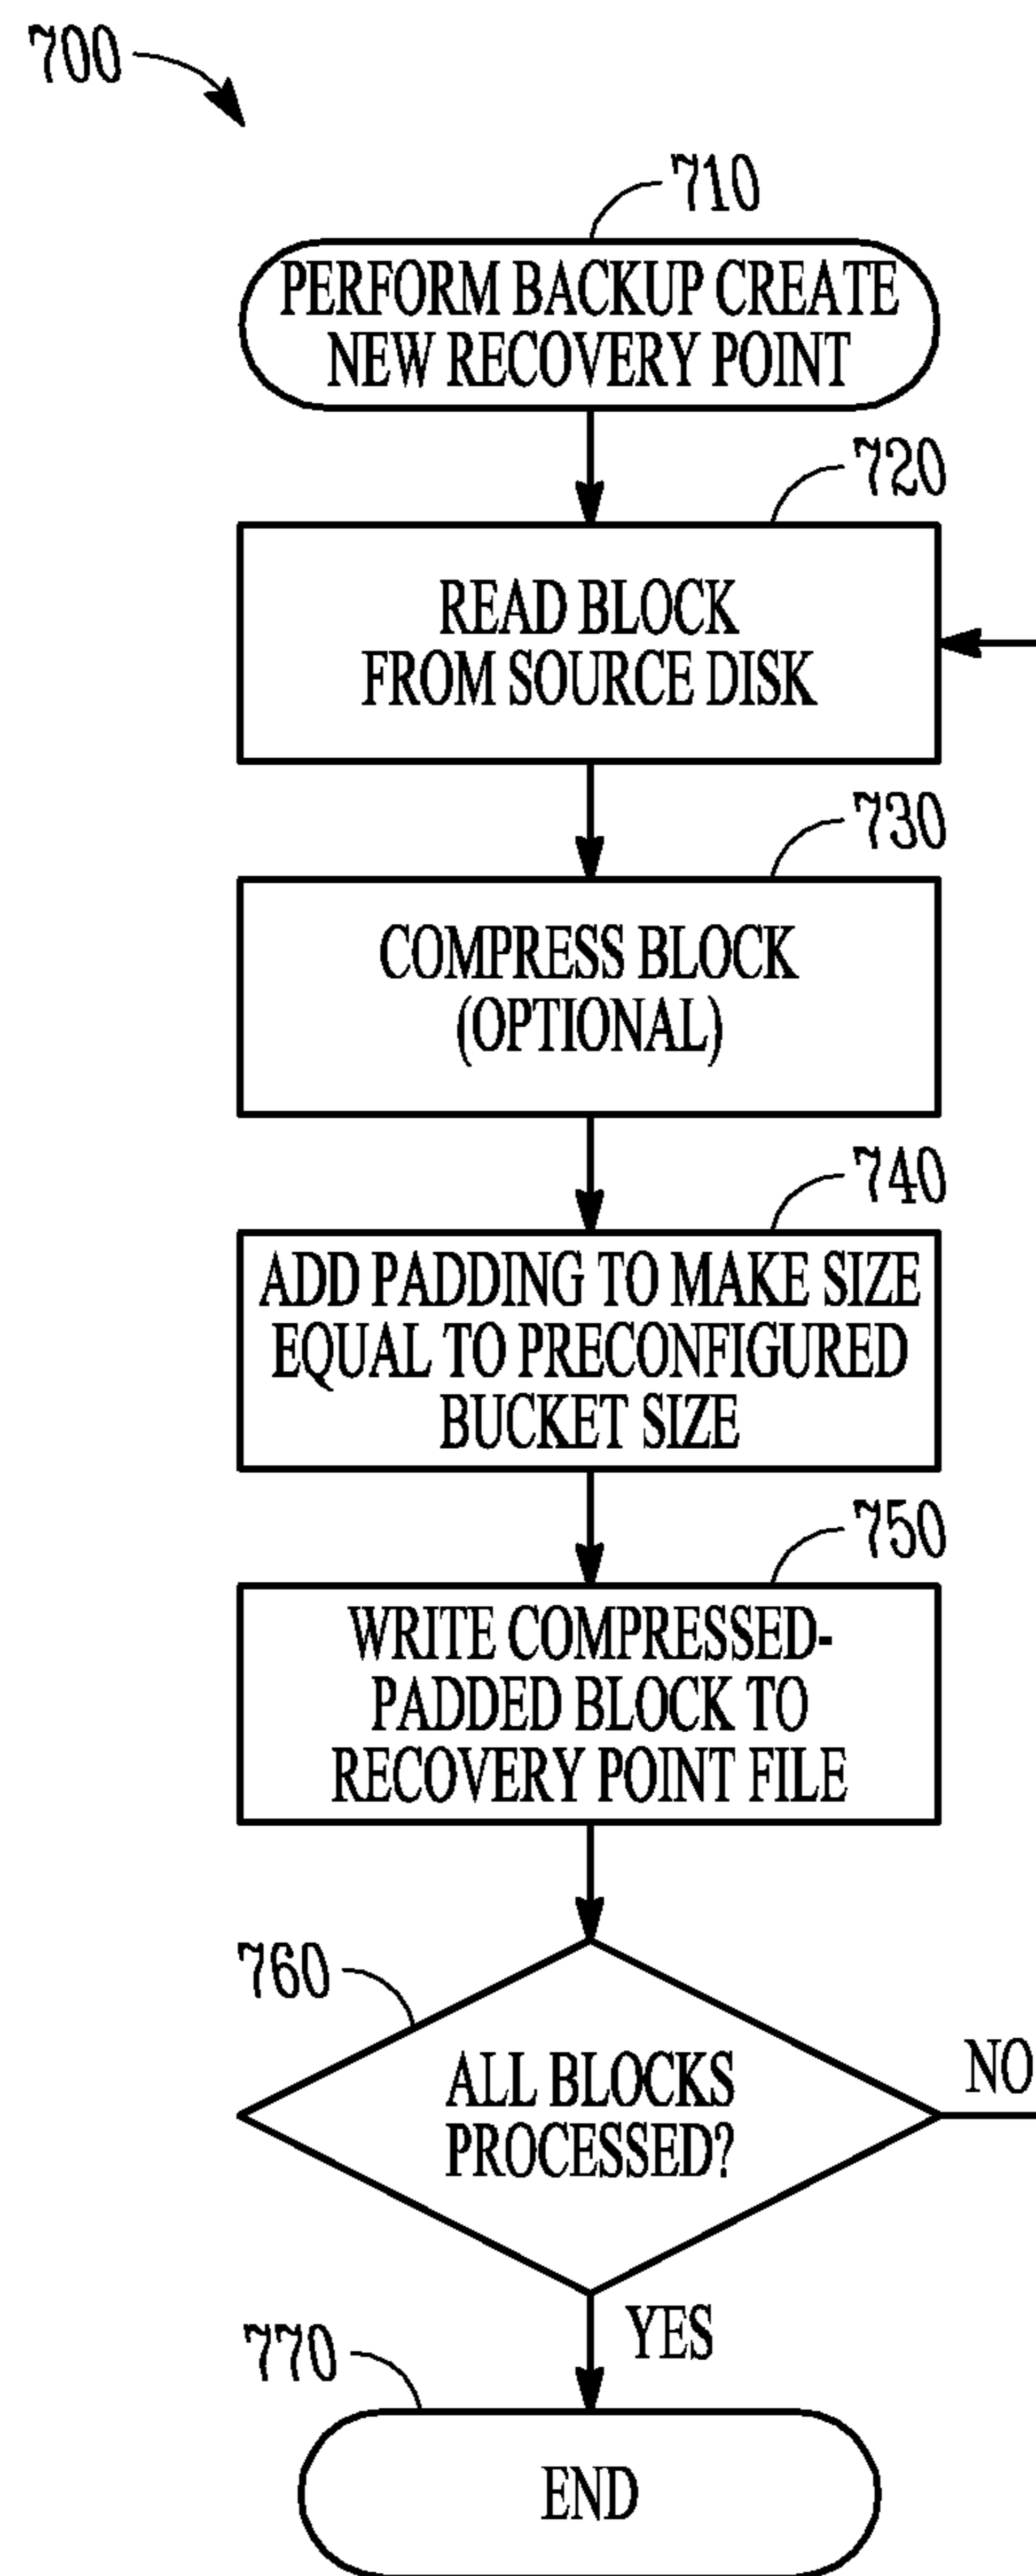 700
710
PERFORM BACKUP CREATE
NEW RECOVERY POINT
720
READ BLOCK
FROM SOURCE DISK
730
COMPRESS BLOCK
(OPTIONAL)
740
ADD PADDING TO MAKE SIZE
EQUAL TO PRECONFIGURED
BUCKET SIZE
750
WRITE COMPRESSED-
PADDED BLOCK TO
RECOVERY POINT FILE
760
ALL BLOCKS
PROCESSED?
NO
YES
770
END